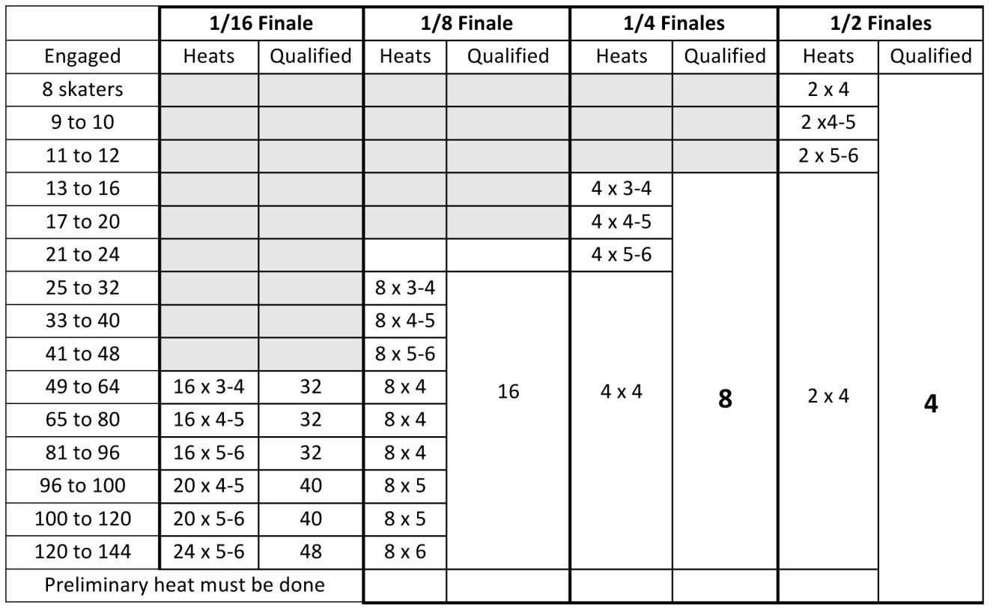 1/16 Finale 1/8 Finale 1/4 Finales 1/2 Finales
Engaged Heats Qualified Heats Qualified Heats Qualified Heats Qualified
8 skaters 2 x 4
9 to 10 2 x4-5
11 to 12 2 x 5-6
13 to 16 4 x 3-4
17 to 20 4 x 4-5
21 to 24 4 x 5-6
25 to 32 8 x 3-4
33 to 40 8 x 4-5
41 to 48 8 x 5-6
49 to 64 16 x 3-4 32 8 x 4 16 4 x 4 8 2 x 4 4
65 to 80 16 x 4-5 32 8 x 4
81 to 96 16 x 5-6 32 8 x 4
96 to 100 20 x 4-5 40 8 x 5
100 to 120 20 x 5-6 40 8 x 5
120 to 144 24 x 5-6 48 8 x 6
Preliminary heat must be done